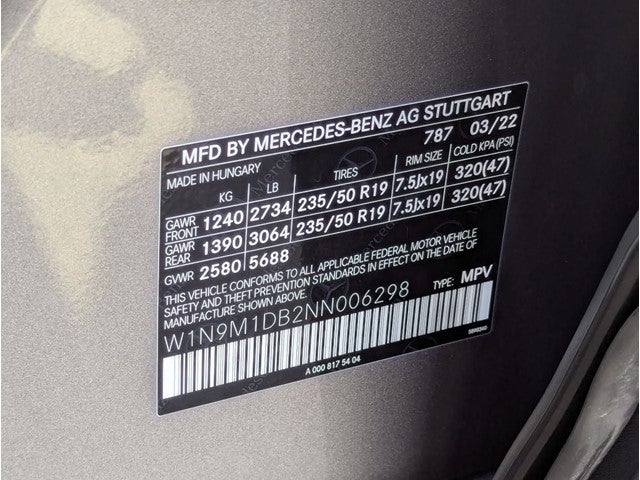 MFD BY MERCEDES-BENZ AG STUTTGART
MADE IN HUNGARY 787 03/22
KG LB TIRES RIM SIZE COLD KPA(PSI)
GAWR FRONT 1240 2734 235/50 R19 7.5Jx19 320(47)
GAWR REAR 1390 3064 235/50 R19 7.5Jx19 320(47)
GVWR 2580 5688
THIS VEHICLE CONFORMS TO ALL APPLICABLE FEDERAL MOTOR VEHICLE
SAFETY AND THEFT PREVENTION STANDARDS IN EFFECT ON THE DATE OF
MANUFACTURE SHOWN ABOVE.
W1N9M1DB2NN006298 TYPE: MPV
A 000 817 54 04